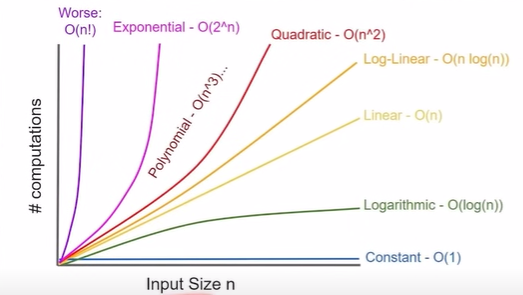 Worse:
O(n!)
Exponential - O(2^n)
Quadratic - O(n^2)
Log-Linear - O(n log(n))
Polynomial - O(n^3)...
Linear - O(n)
# computations
Logarithmic - O(log(n))
Constant - O(1)
Input Size n